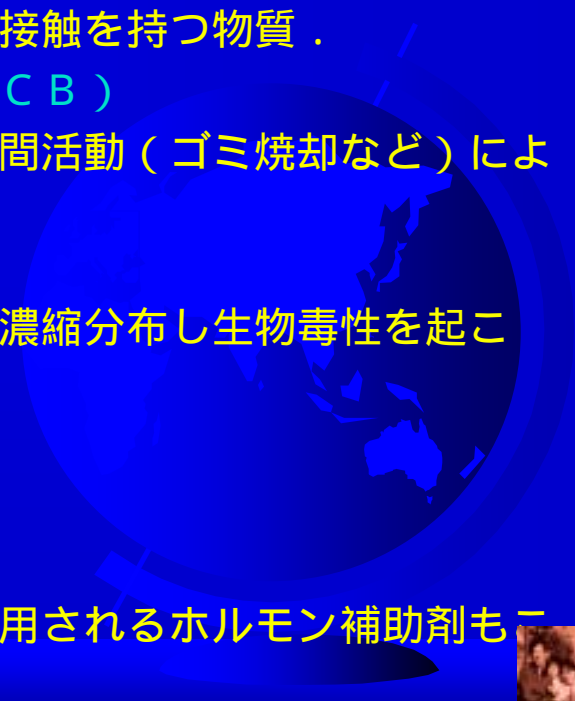 接触を持つ物質．
ＣＢ）
間活動（ゴミ焼却など）によ
濃縮分布し生物毒性を起こ
用されるホルモン補助剤もこ